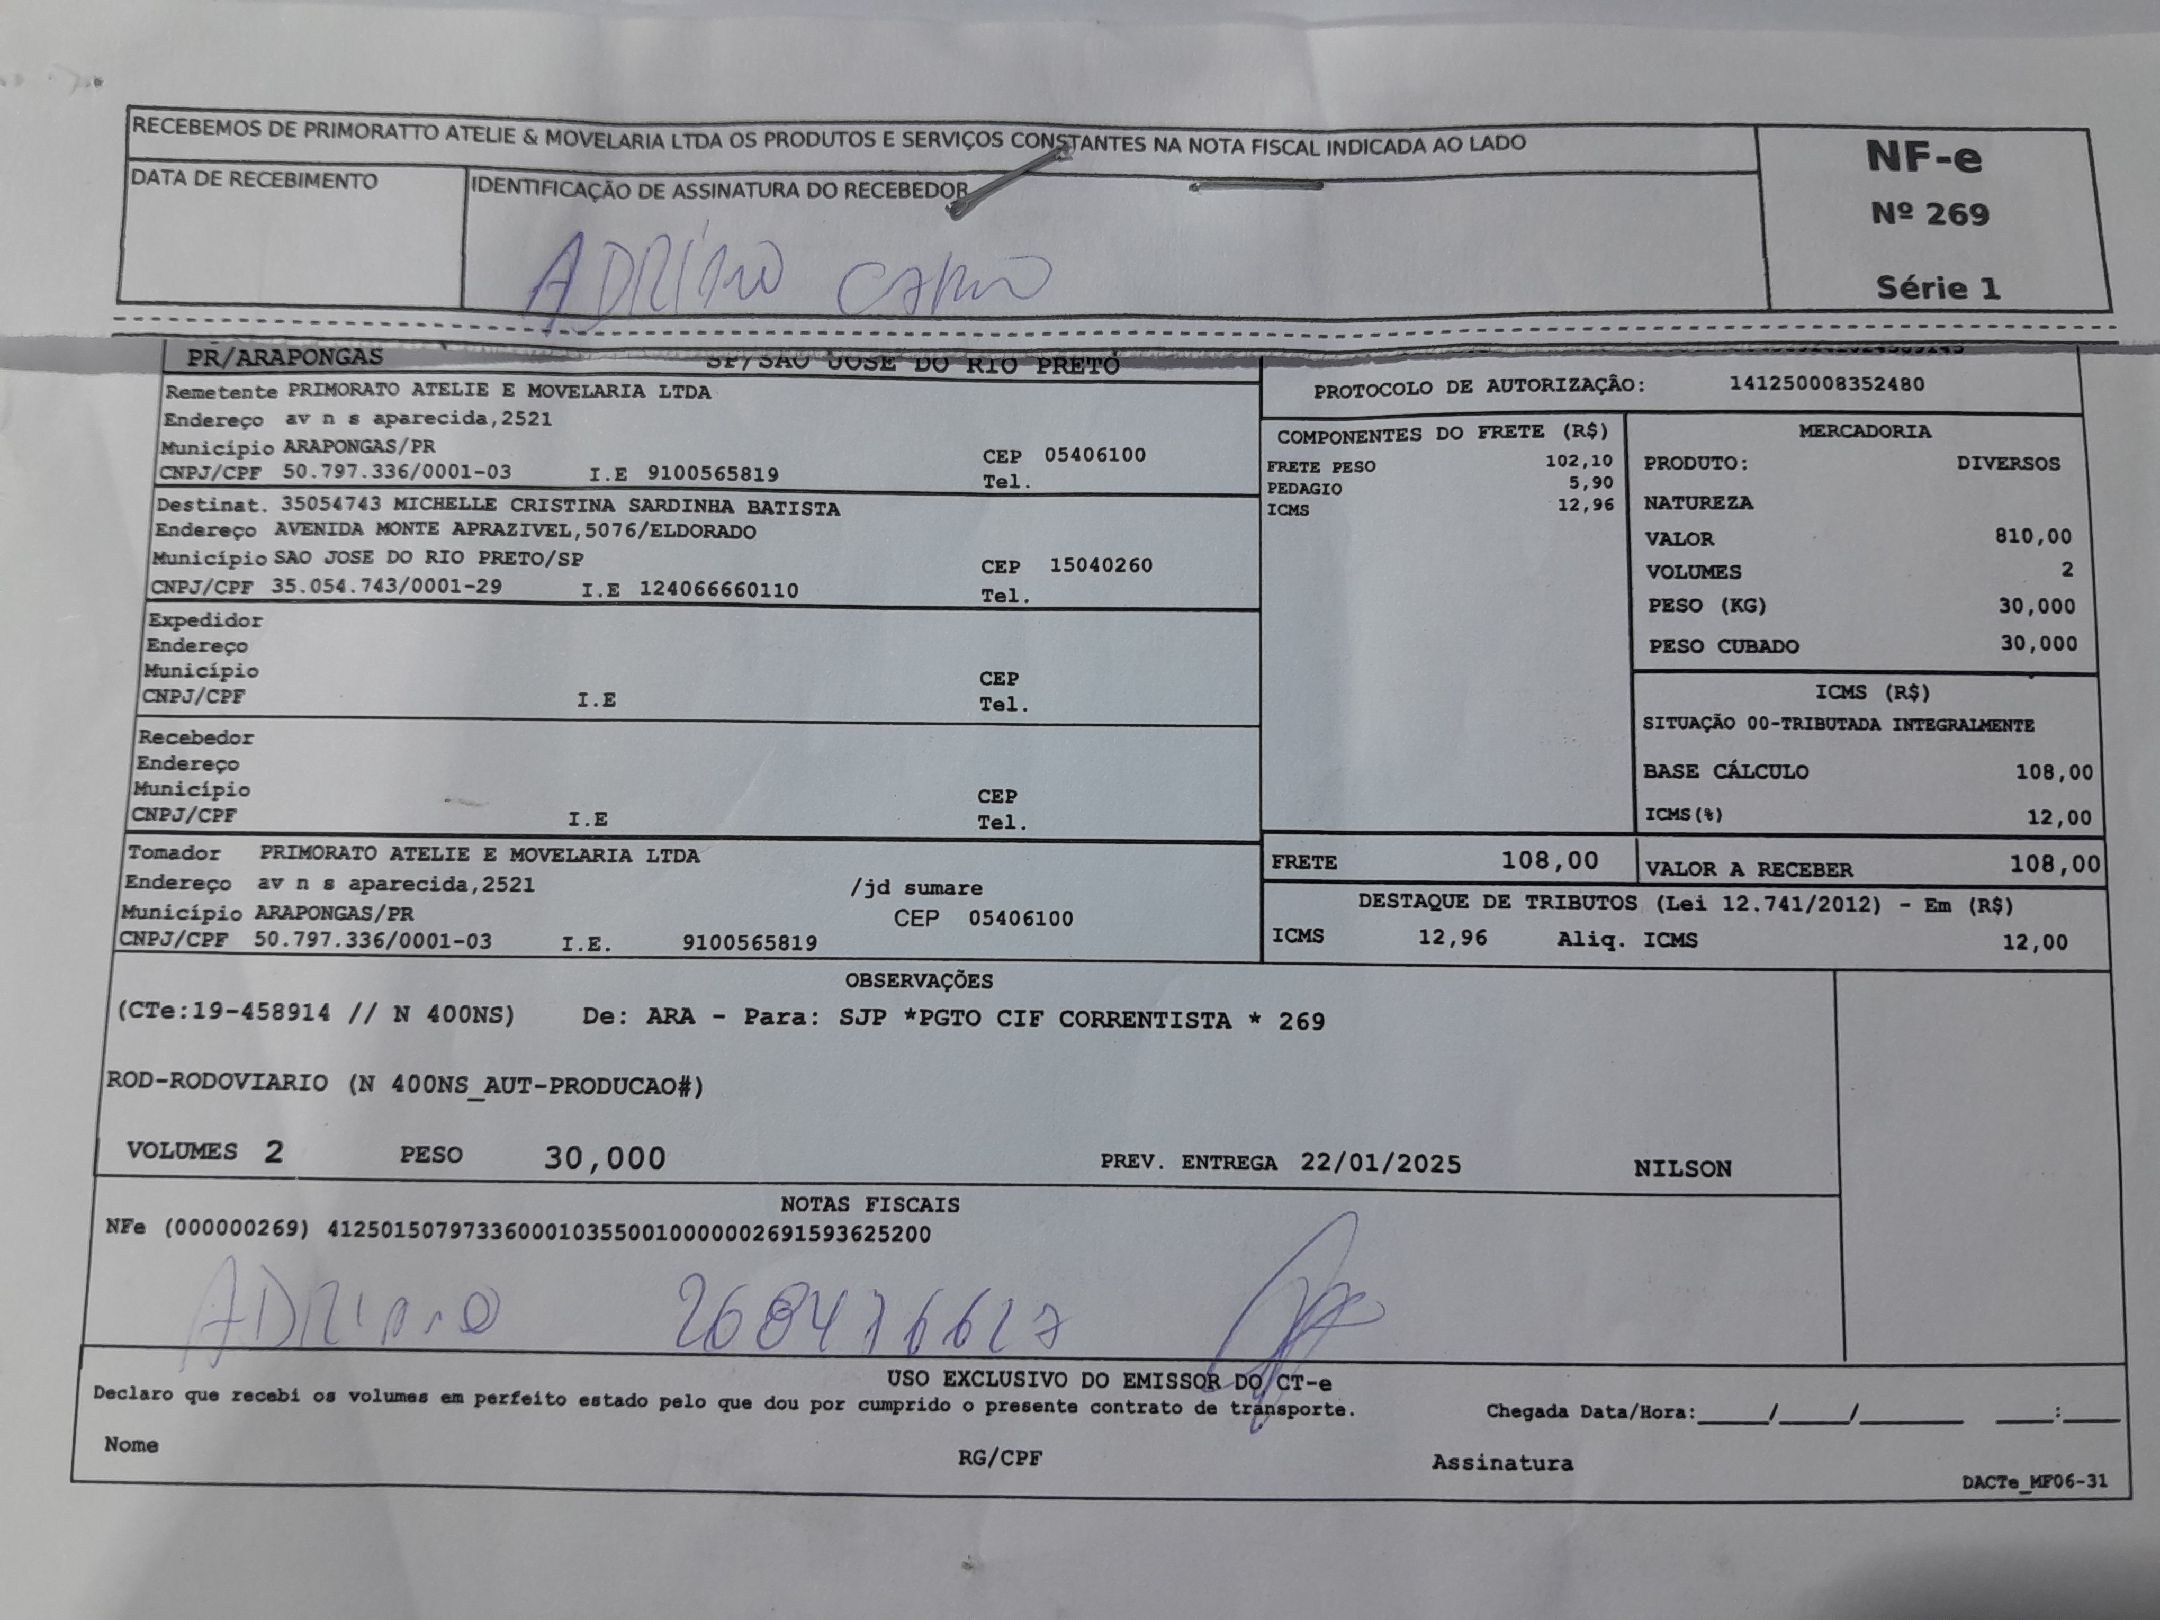 RECEBEMOS DE PRIMORATTO ATELIE & MOVELARIA LTDA OS PRODUTOS E SERVIÇOS CONSTANTES NA NOTA FISCAL INDICADA AO LADO
NF-e
Nº 269
Série 1
DATA DE RECEBIMENTO
IDENTIFICAÇÃO DE ASSINATURA DO RECEBEDOR
ADRIANO
PR/ARAPONGAS SP/SAO JOSE DO RIO PRETO
Remetente PRIMORATO ATELIE E MOVELARIA LTDA
Endereço av n s aparecida,2521
Município ARAPONGAS/PR CEP 05406100
CNPJ/CPF 50.797.336/0001-03 I.E 9100565819 Tel.
Destinat. 35054743 MICHELLE CRISTINA SARDINHA BATISTA
Endereço AVENIDA MONTE APRAZIVEL,5076/ELDORADO
Município SAO JOSE DO RIO PRETO/SP CEP 15040260
CNPJ/CPF 35.054.743/0001-29 I.E 124066660110 Tel.
Expedidor
Endereço
Município CEP
CNPJ/CPF I.E Tel.
Recebedor
Endereço
Município CEP
CNPJ/CPF I.E Tel.
Tomador PRIMORATO ATELIE E MOVELARIA LTDA
Endereço av n s aparecida,2521 /jd sumare
Município ARAPONGAS/PR CEP 05406100
CNPJ/CPF 50.797.336/0001-03 I.E. 9100565819
PROTOCOLO DE AUTORIZAÇÃO: 141250008352480
COMPONENTES DO FRETE (R$)
FRETE PESO 102,10
PEDAGIO 5,90
ICMS 12,96
MERCADORIA
PRODUTO: DIVERSOS
NATUREZA
VALOR 810,00
VOLUMES 2
PESO (KG) 30,000
PESO CUBADO 30,000
ICMS (R$)
SITUAÇÃO 00-TRIBUTADA INTEGRALMENTE
BASE CÁLCULO 108,00
ICMS(%) 12,00
FRETE 108,00 VALOR A RECEBER 108,00
DESTAQUE DE TRIBUTOS (Lei 12.741/2012) - Em (R$)
ICMS 12,96 Aliq. ICMS 12,00
OBSERVAÇÕES
(CTe:19-458914 // N 400NS) De: ARA - Para: SJP *PGTO CIF CORRENTISTA * 269
ROD-RODOVIARIO (N 400NS_AUT-PRODUCAO#)
VOLUMES 2 PESO 30,000 PREV. ENTREGA 22/01/2025 NILSON
NOTAS FISCAIS
NFe (000000269) 41250150797336000103550010000002691593625200
ADRIANO
USO EXCLUSIVO DO EMISSOR DO CT-e
Declaro que recebi os volumes em perfeito estado pelo que dou por cumprido o presente contrato de transporte. Chegada Data/Hora:____/____/______ ___:___
Nome RG/CPF Assinatura
DACTe_MF06-31